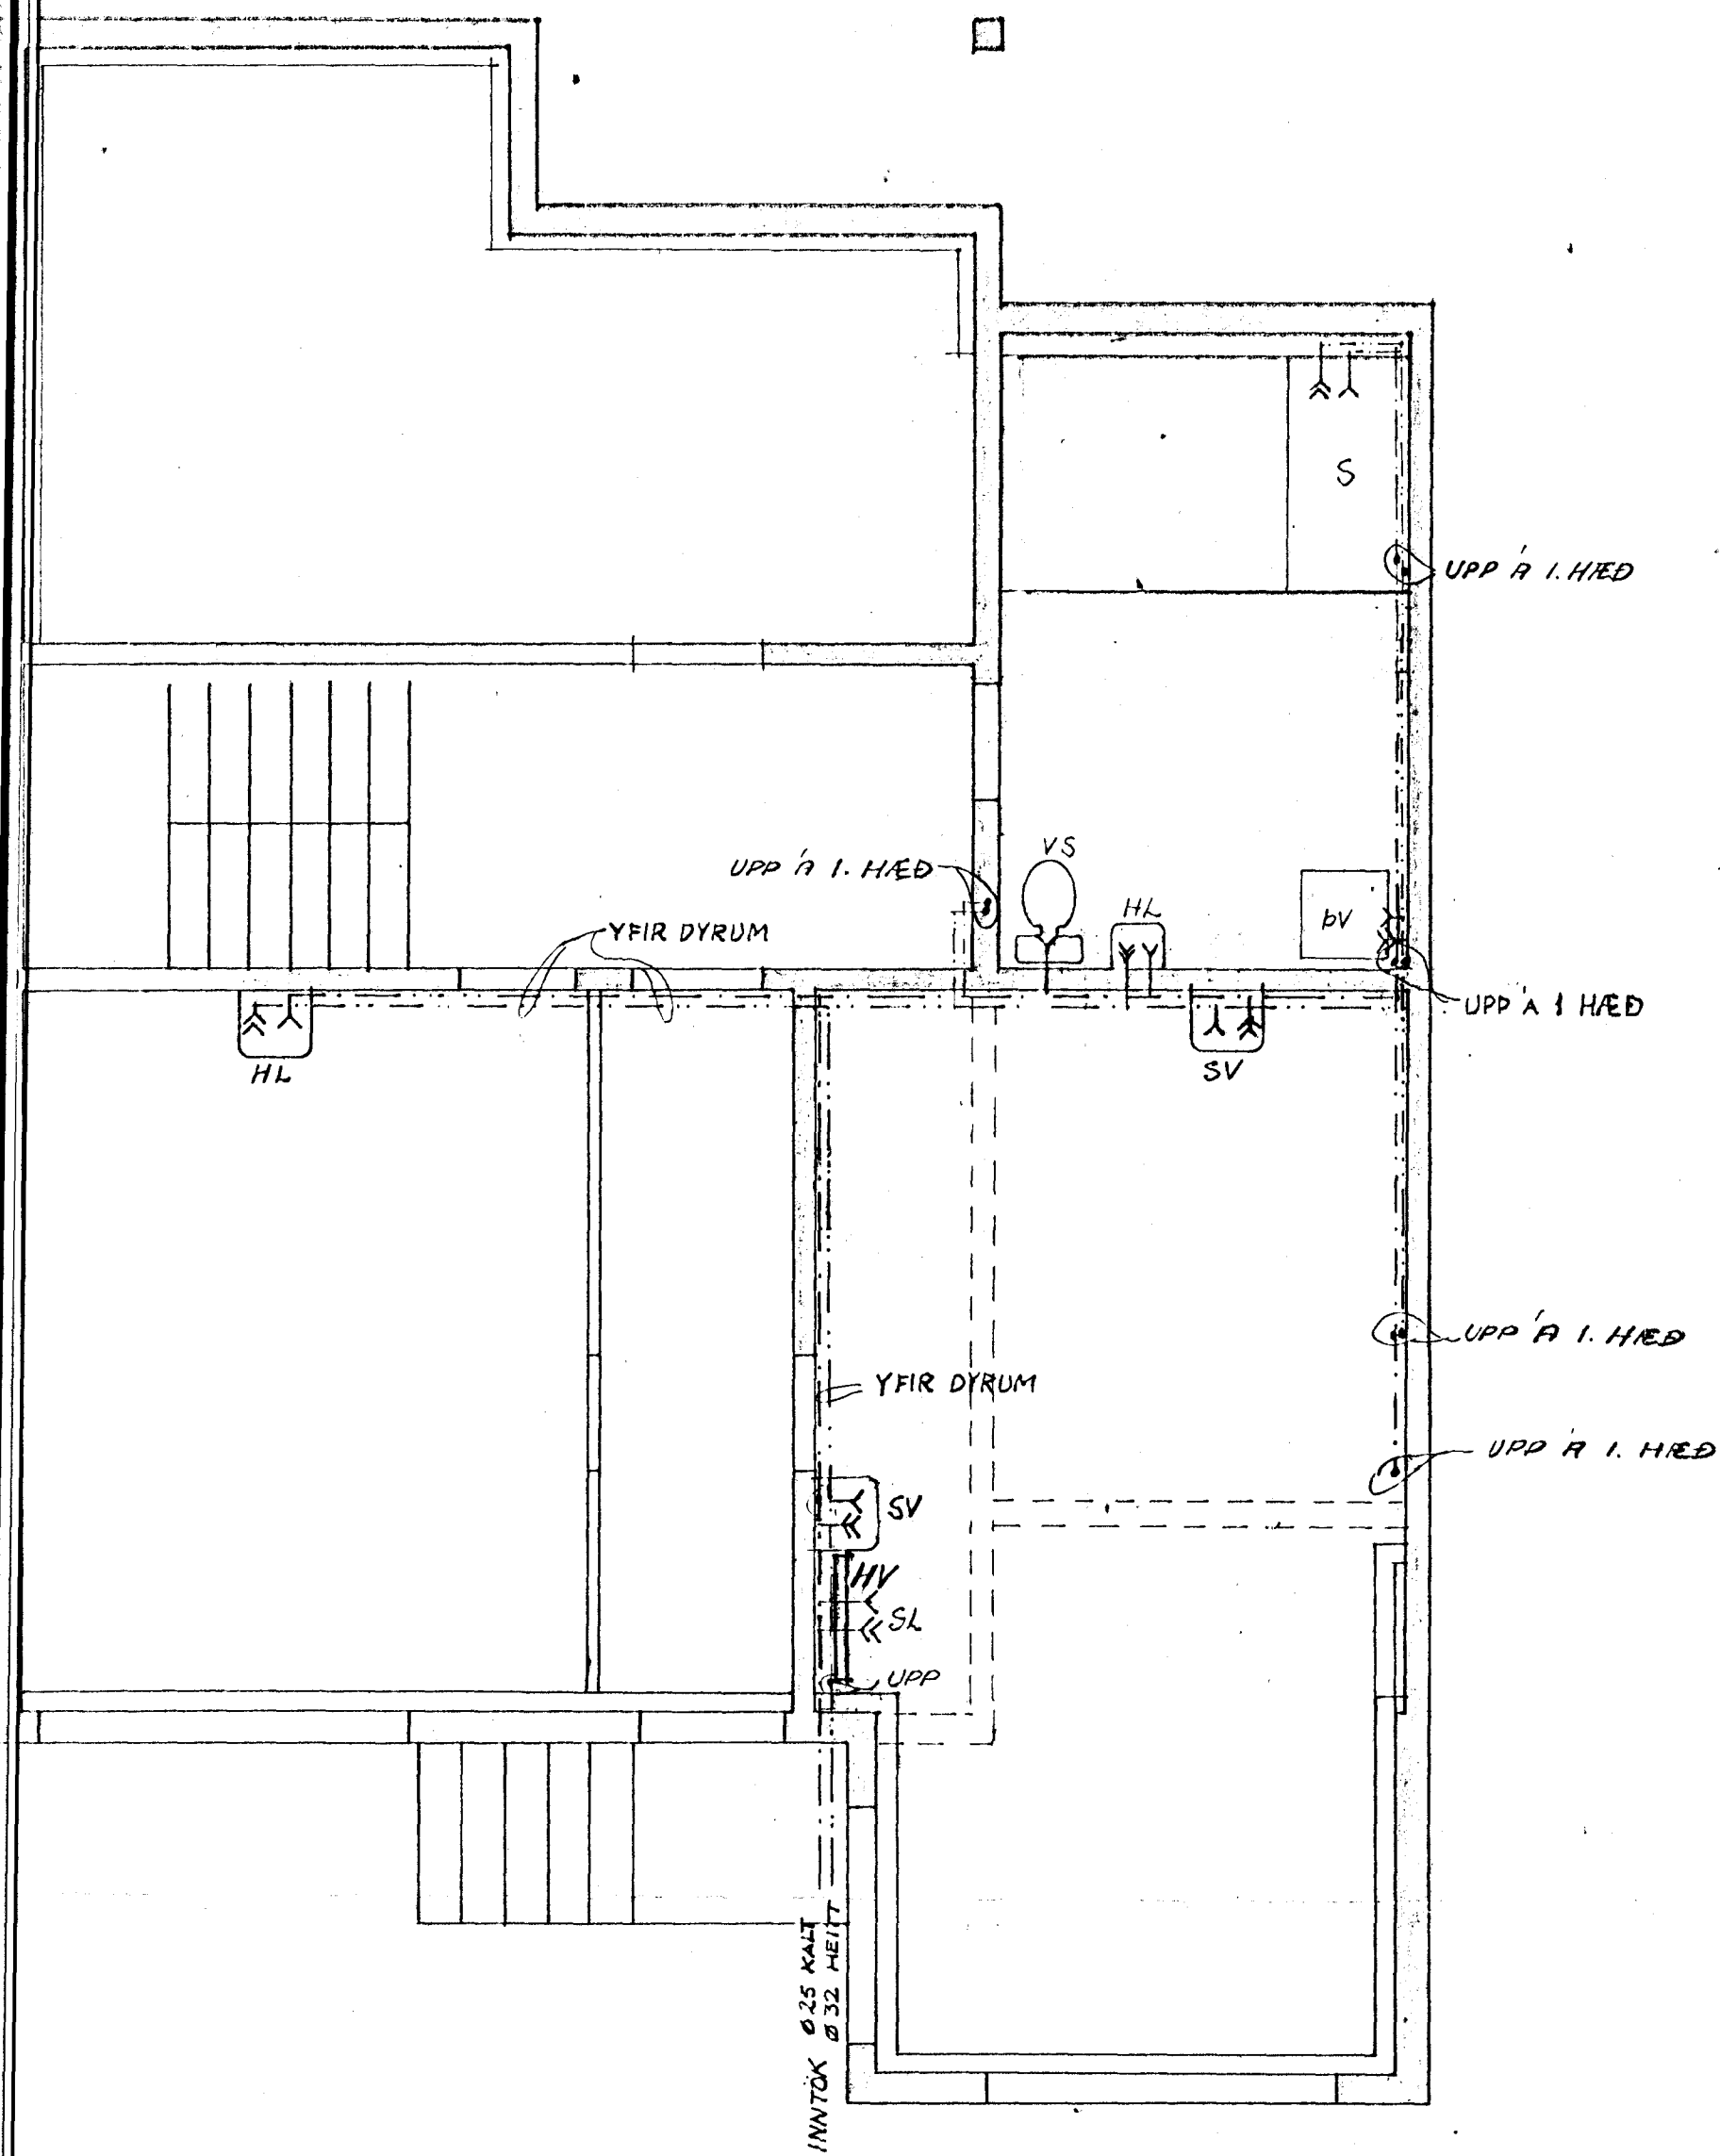 S
UPP Á 1. HÆÐ
VS
UPP Á 1. HÆÐ
HL
ÞV
YFIR DYRUM
UPP Á 1 HÆÐ
HL
SV
UPP Á 1. HÆÐ
YFIR DYRUM
UPP Á 1. HÆÐ
SV
HV
SL
UPP
INNTÖK Ø 25 KALT
Ø 32 HEITT